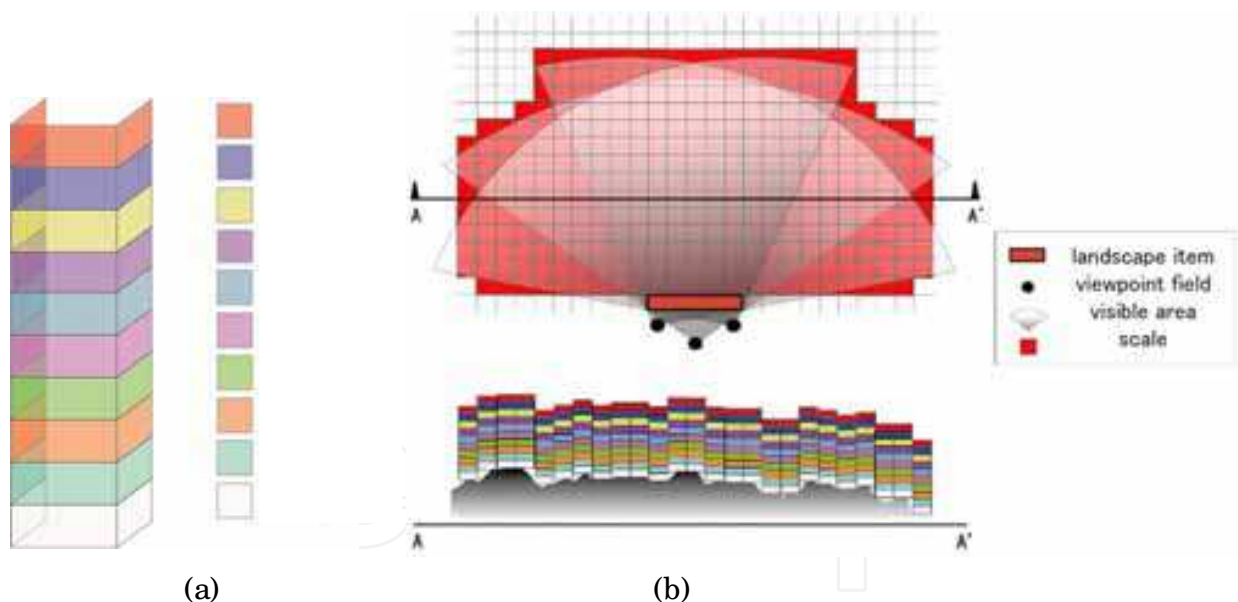 A
A'
landscape item
viewpoint field
visible area
scale
A
A'
(a)
(b)